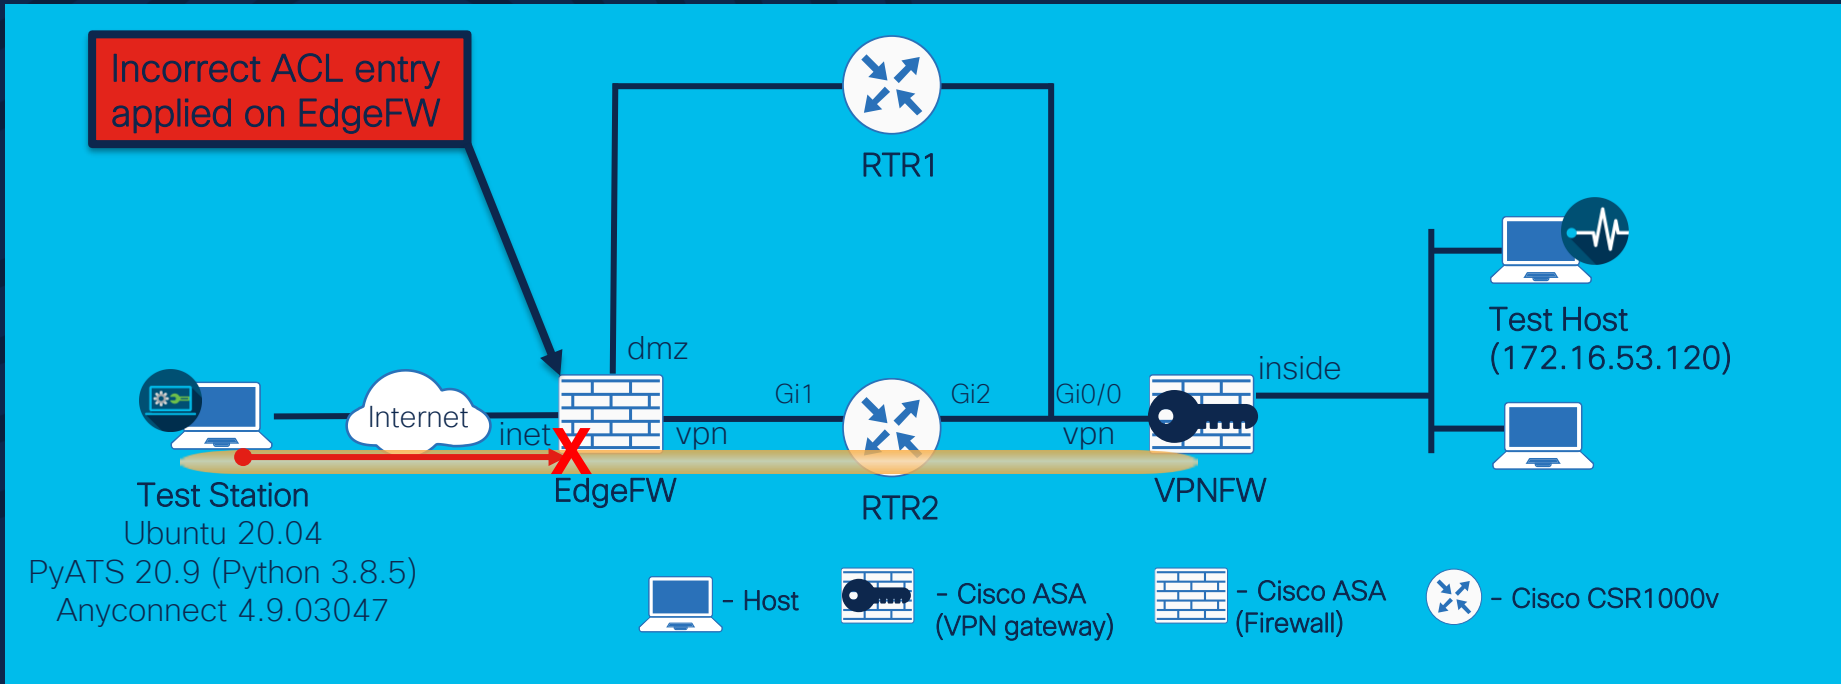 Incorrect ACL entry
applied on EdgeFW
RTR1
dmz
Test Host
(172.16.53.120)
inside
Gi1
Gi2
Gi0/0
Internet
inet
vpn
vpn
X
EdgeFW
RTR2
VPNFW
Test Station
Ubuntu 20.04
PyATS 20.9 (Python 3.8.5)
Anyconnect 4.9.03047
- Host
- Cisco ASA
(VPN gateway)
- Cisco ASA
(Firewall)
- Cisco CSR1000v